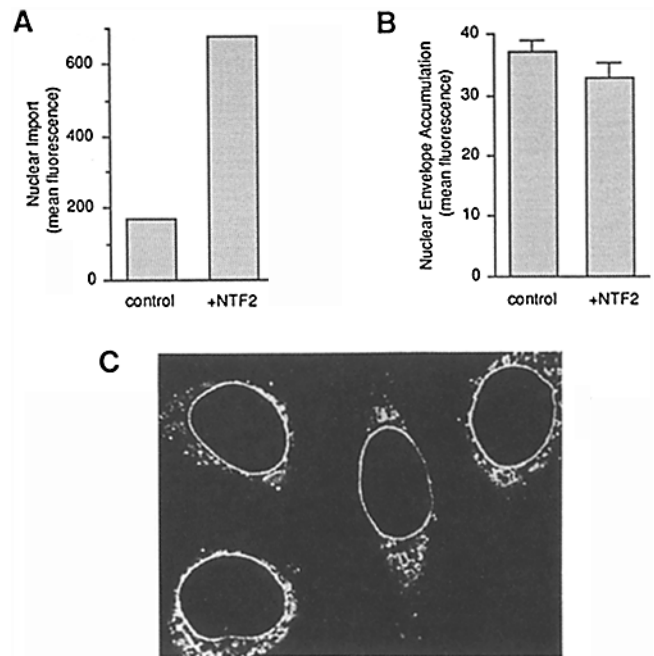 A
Nuclear Import
(mean fluorescence)
600
400
200
0
control +NTF2
B
Nuclear Envelope Accumulation
(mean fluorescence)
40
30
20
10
0
control +NTF2
C